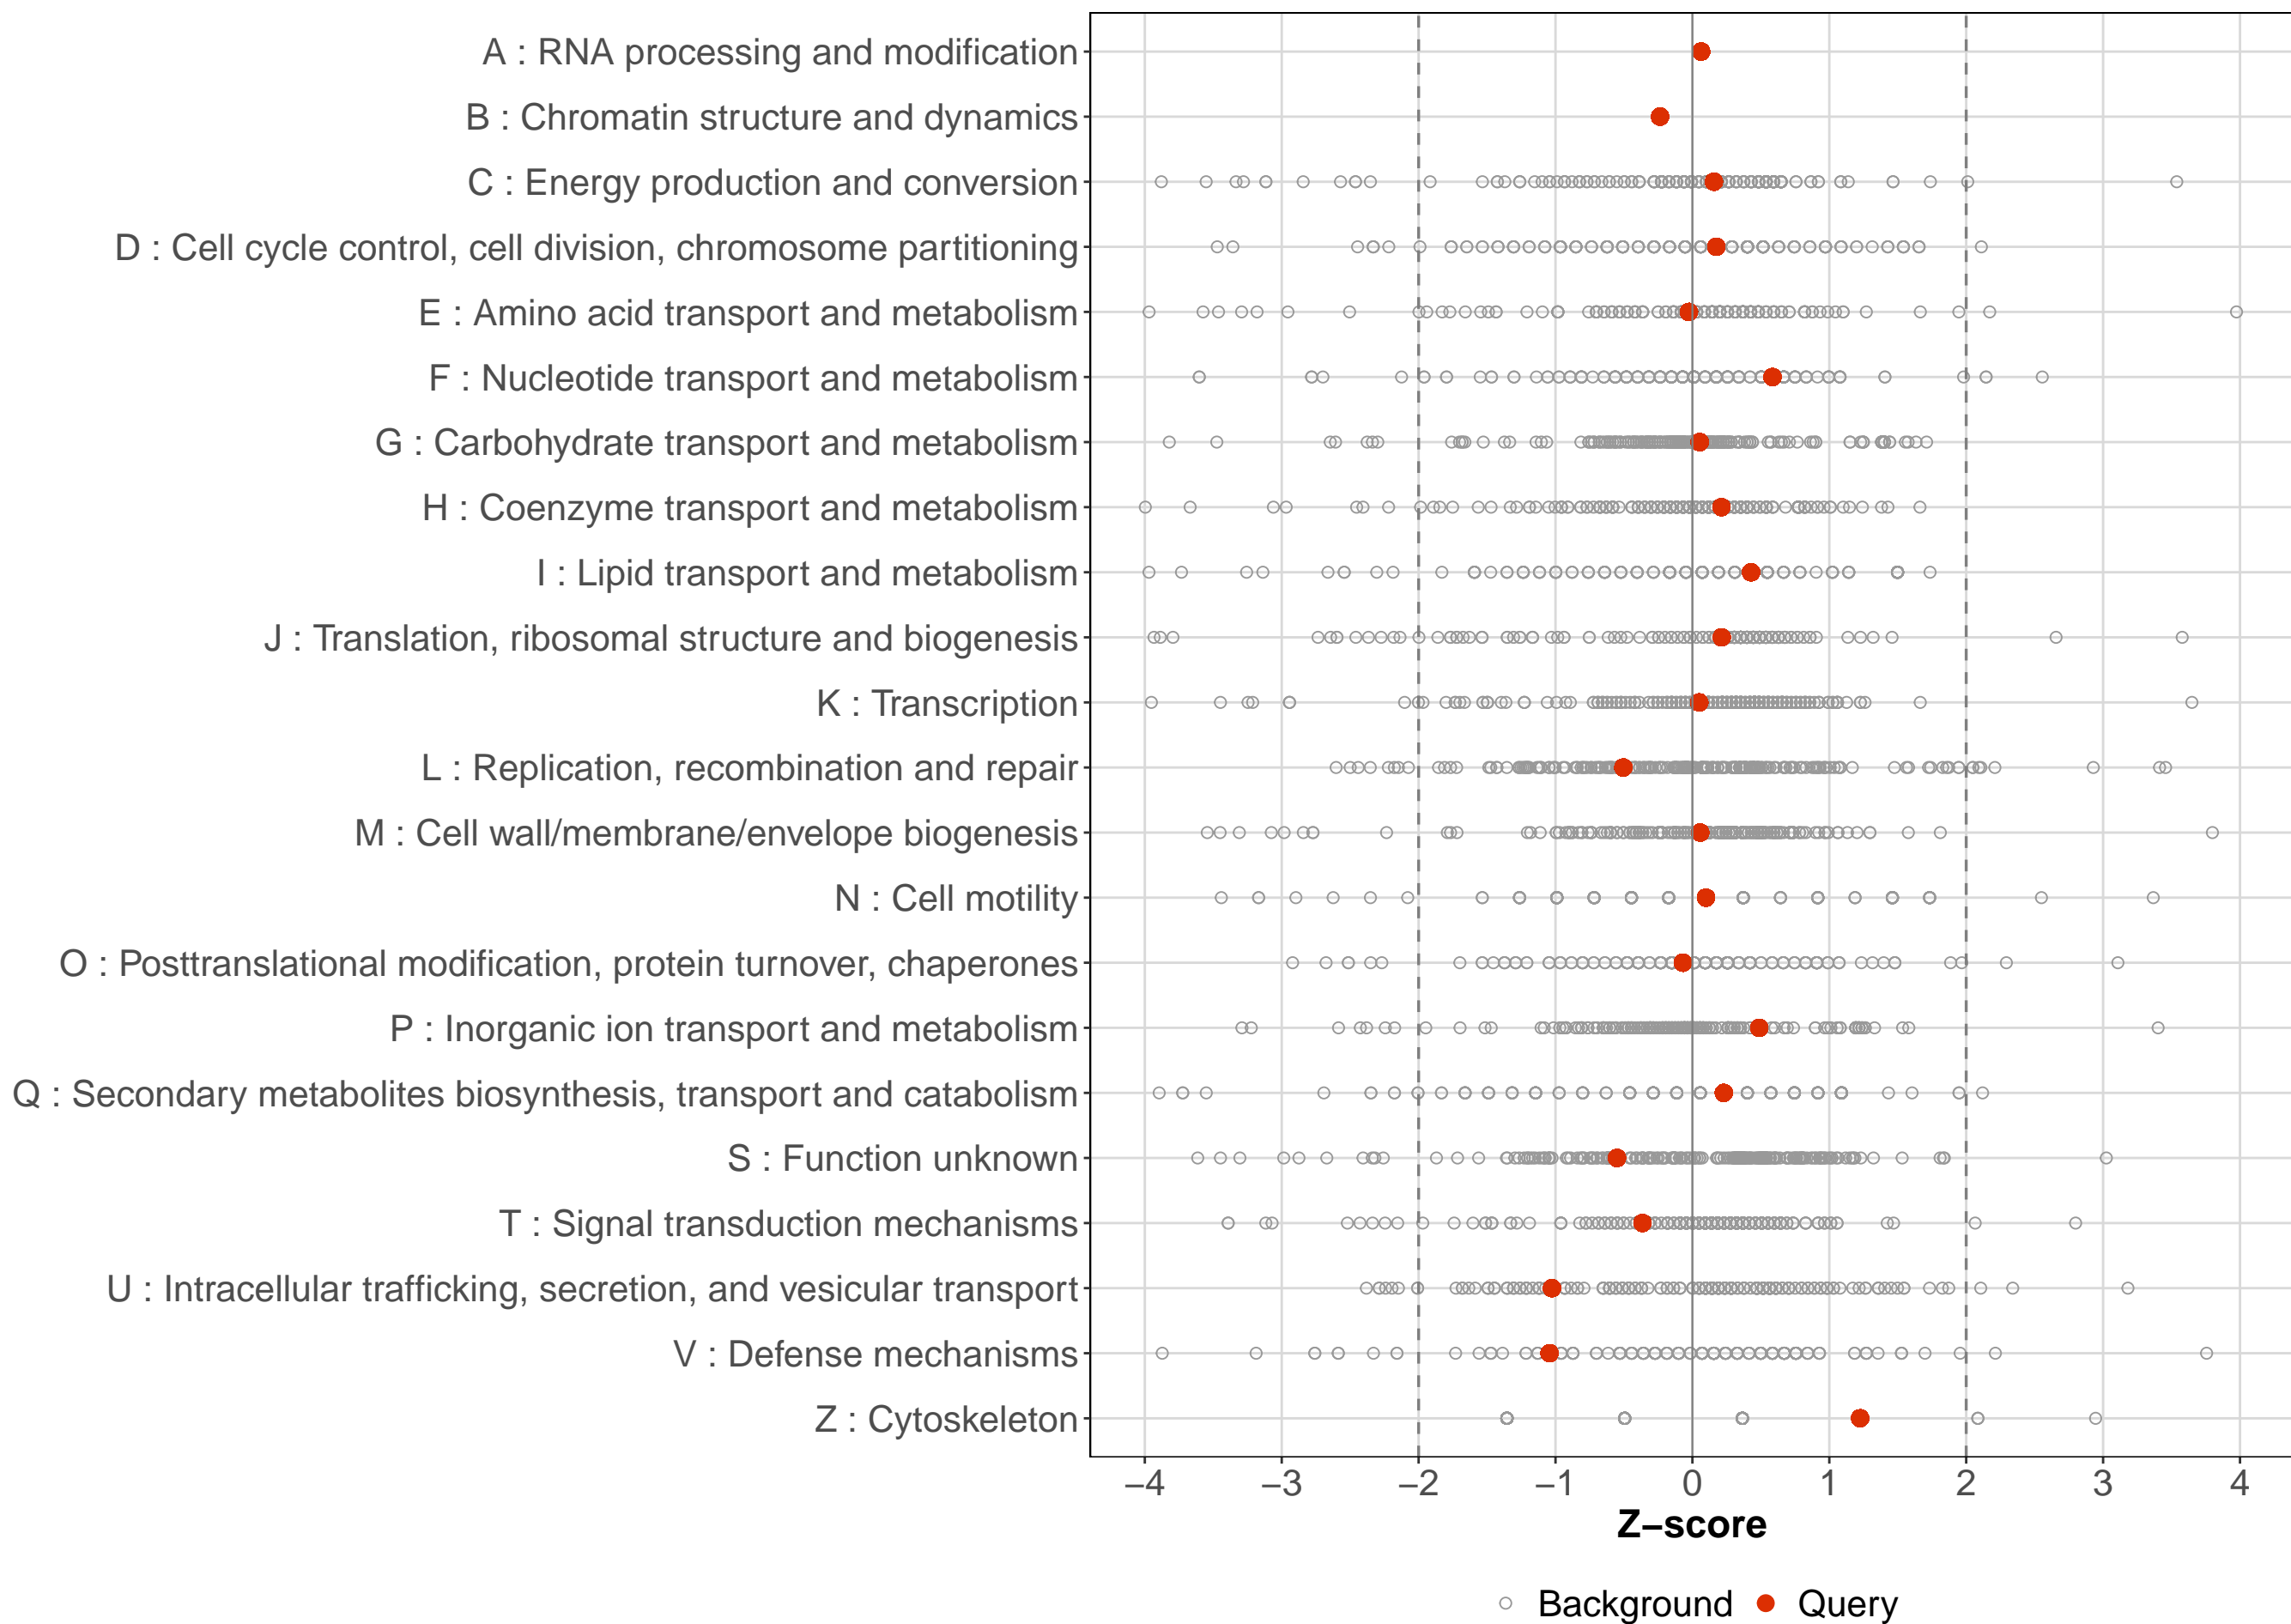 A : RNA processing and modification
B : Chromatin structure and dynamics
C : Energy production and conversion
D : Cell cycle control, cell division, chromosome partitioning
E : Amino acid transport and metabolism
F : Nucleotide transport and metabolism
G : Carbohydrate transport and metabolism
H : Coenzyme transport and metabolism
I : Lipid transport and metabolism
J : Translation, ribosomal structure and biogenesis
K : Transcription
L : Replication, recombination and repair
M : Cell wall/membrane/envelope biogenesis
N : Cell motility
O : Posttranslational modification, protein turnover, chaperones
P : Inorganic ion transport and metabolism
Q : Secondary metabolites biosynthesis, transport and catabolism
S : Function unknown
T : Signal transduction mechanisms
U : Intracellular trafficking, secretion, and vesicular transport
V : Defense mechanisms
Z : Cytoskeleton
−4 −3 −2 −1 0 1 2 3 4
Z−score
Background Query